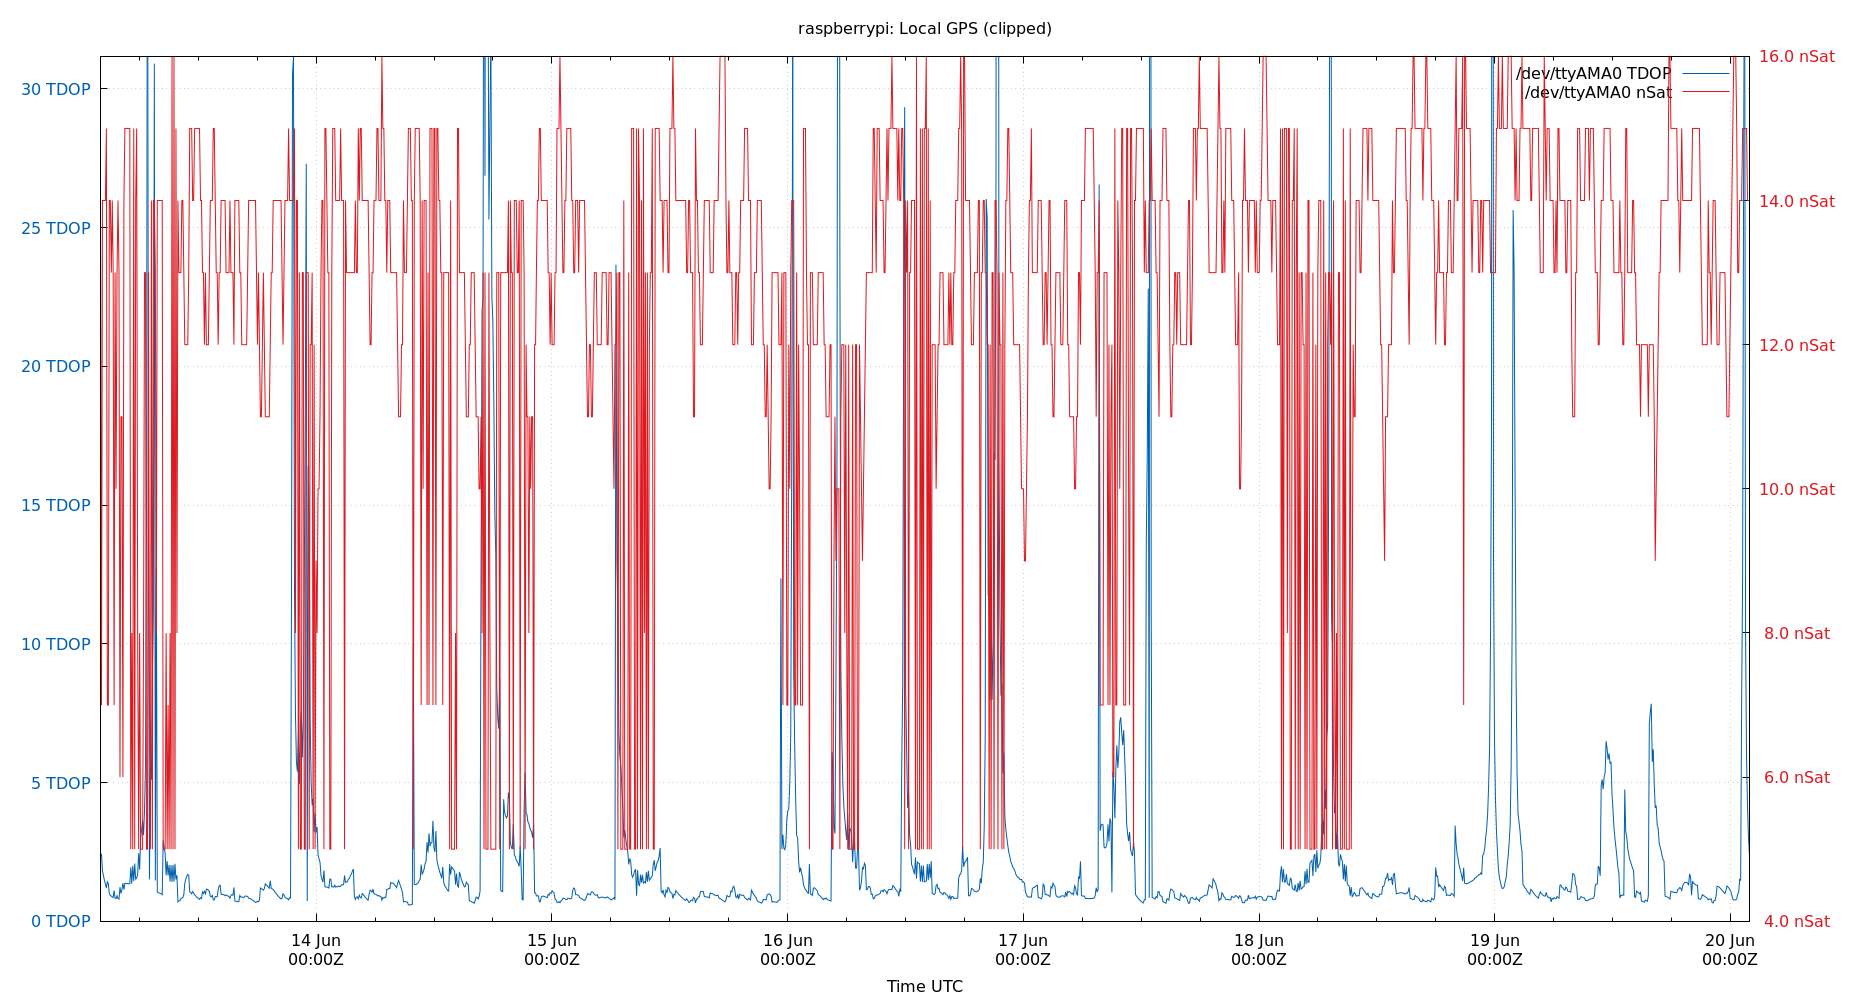 raspberrypi: Local GPS (clipped)
/dev/ttyAMA0 TDOP
/dev/ttyAMA0 nSat
30 TDOP
25 TDOP
20 TDOP
15 TDOP
10 TDOP
5 TDOP
0 TDOP
16.0 nSat
14.0 nSat
12.0 nSat
10.0 nSat
8.0 nSat
6.0 nSat
4.0 nSat
14 Jun
00:00Z
15 Jun
00:00Z
16 Jun
00:00Z
17 Jun
00:00Z
18 Jun
00:00Z
19 Jun
00:00Z
20 Jun
00:00Z
Time UTC